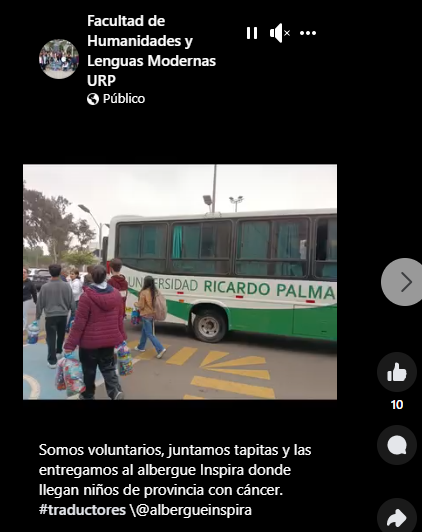 Facultad de
Humanidades y
Lenguas Modernas
URP
Público
UNIVERSIDAD RICARDO PALMA
10
Somos voluntarios, juntamos tapitas y las
entregamos al albergue Inspira donde
llegan niños de provincia con cáncer.
#traductores \@albergueinspira